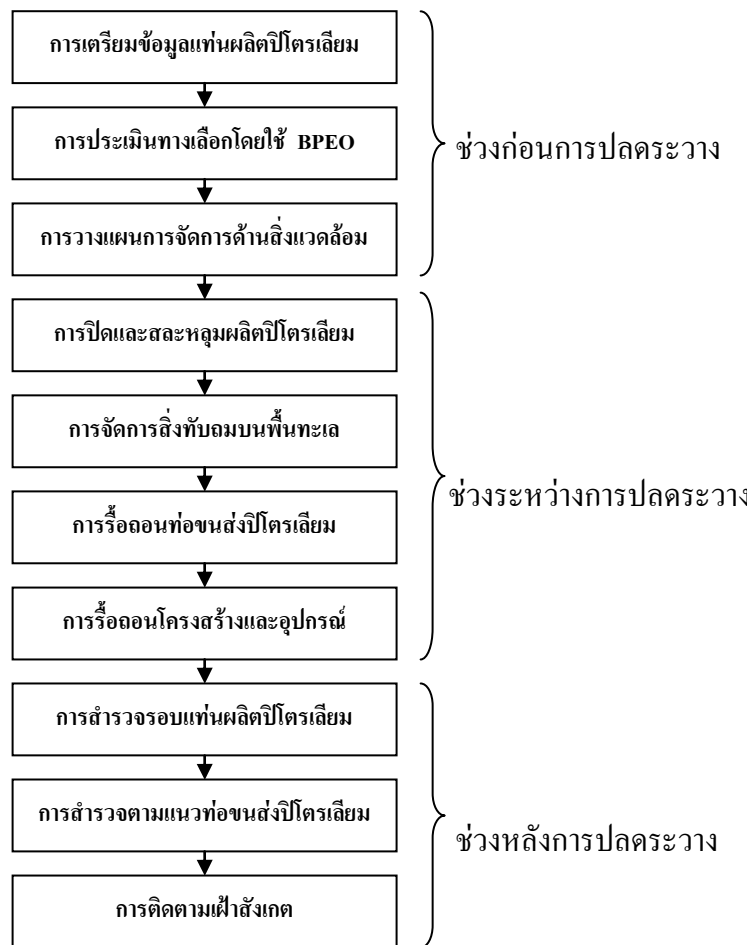 การเตรียมข้อมูลแท่นผลิตปิโตรเลียม
การประเมินทางเลือกโดยใช้ BPEO
การวางแผนการจัดการด้านสิ่งแวดล้อม
ช่วงก่อนการปลดระวาง
การปิดและสละหลุมผลิตปิโตรเลียม
การจัดการสิ่งทับถมบนพื้นทะเล
การรื้อถอนท่อขนส่งปิโตรเลียม
การรื้อถอนโครงสร้างและอุปกรณ์
ช่วงระหว่างการปลดระวาง
การสำรวจรอบแท่นผลิตปิโตรเลียม
การสำรวจตามแนวท่อขนส่งปิโตรเลียม
การติดตามเฝ้าสังเกต
ช่วงหลังการปลดระวาง